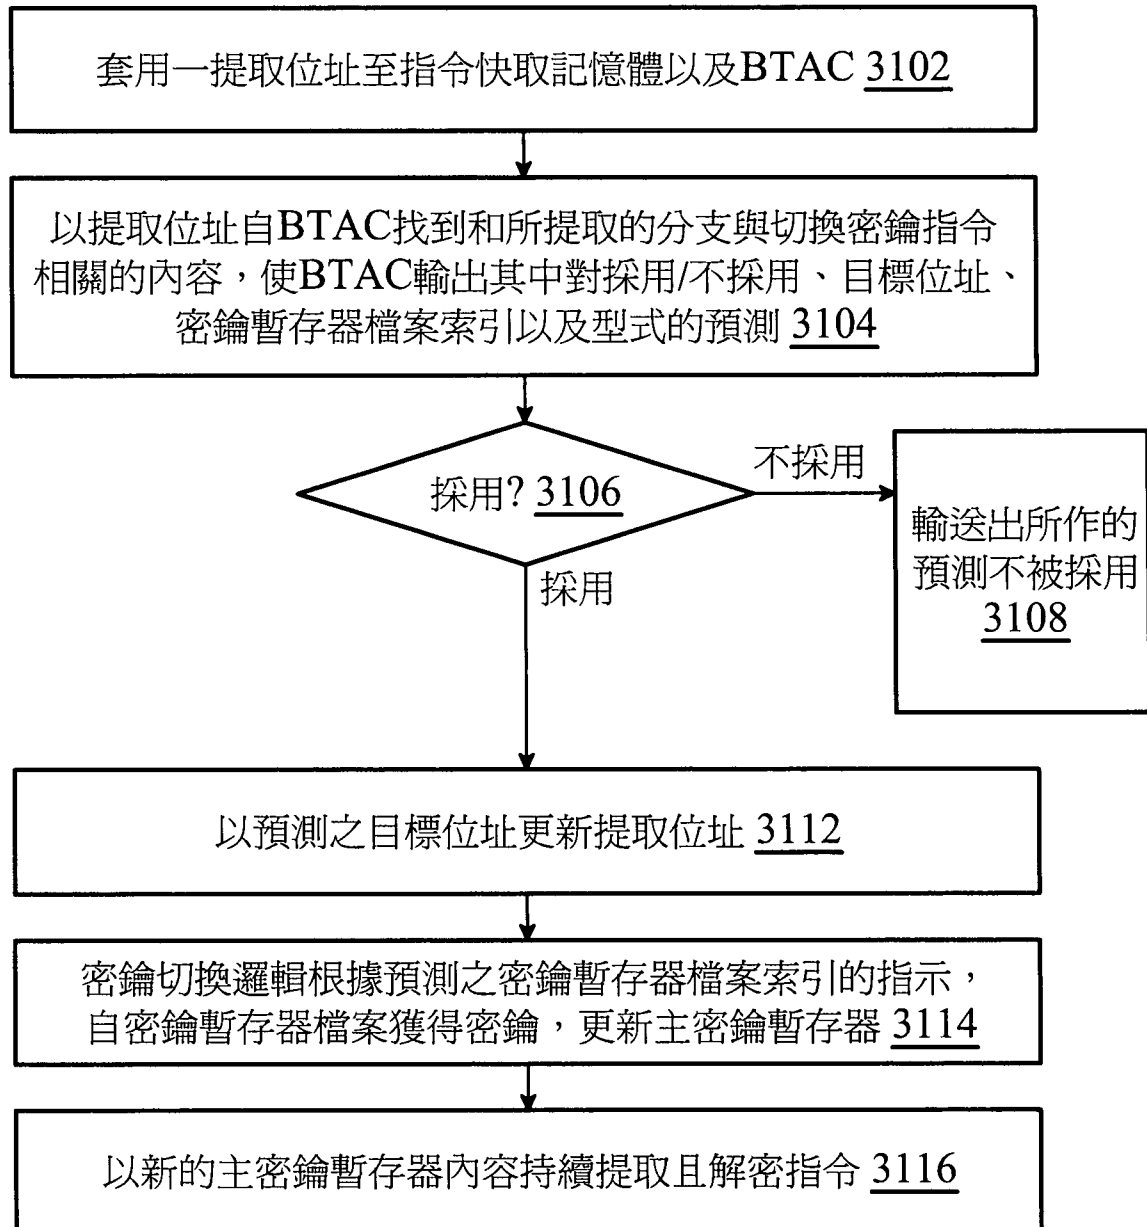 套用一提取位址至指令快取記憶體以及BTAC 3102
以提取位址自BTAC找到和所提取的分支與切換密鑰指令
相關的內容，使BTAC輸出其中對採用/不採用、目標位址、
密鑰暫存器檔案索引以及型式的預測 3104
採用? 3106
不採用
輸送出所作的
預測不被採用
3108
採用
以預測之目標位址更新提取位址 3112
密鑰切換邏輯根據預測之密鑰暫存器檔案索引的指示，
自密鑰暫存器檔案獲得密鑰，更新主密鑰暫存器 3114
以新的主密鑰暫存器內容持續提取且解密指令 3116